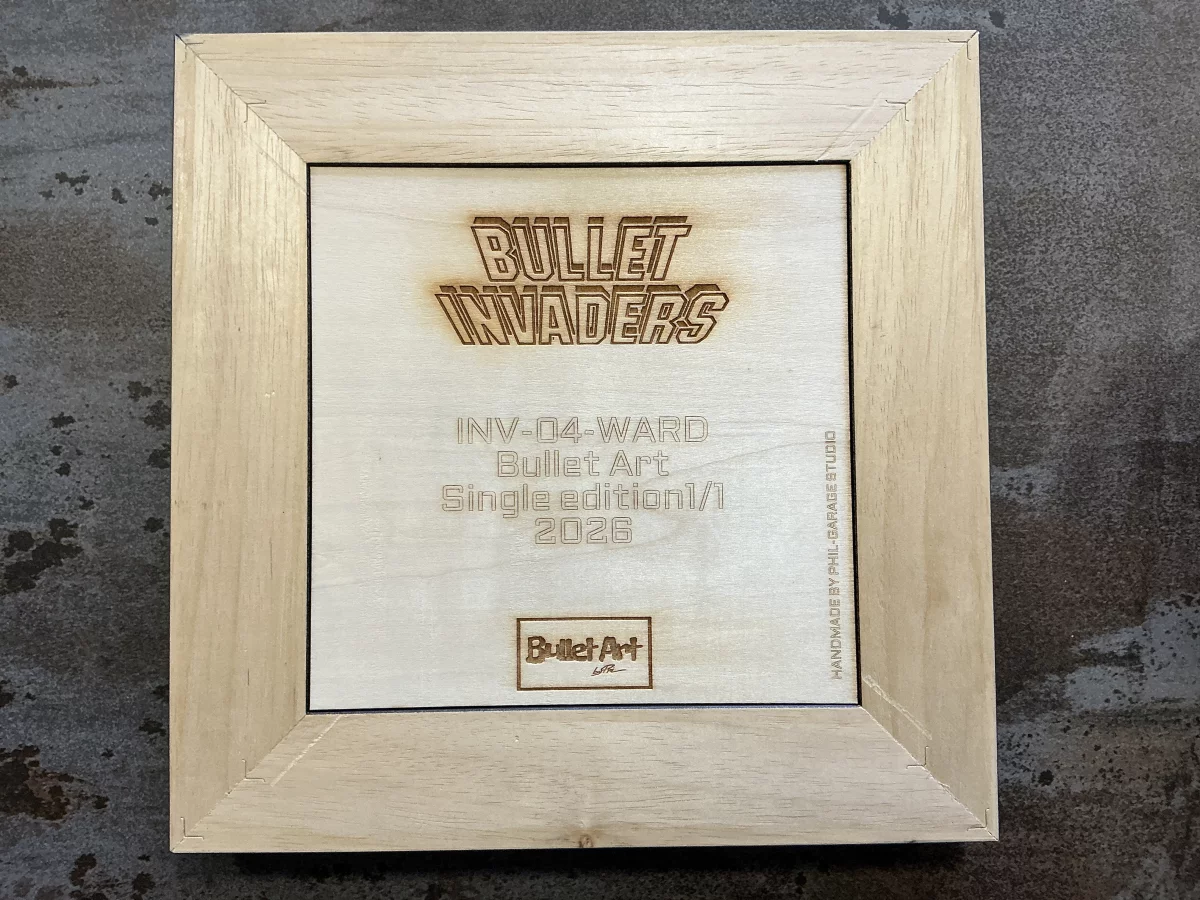 BULLET
INVADERS
INV-04-WARD
Bullet Art
Single edition1/1
2026
Bullet Art
HANDMADE BY PHIL-GARAGE STUDIO